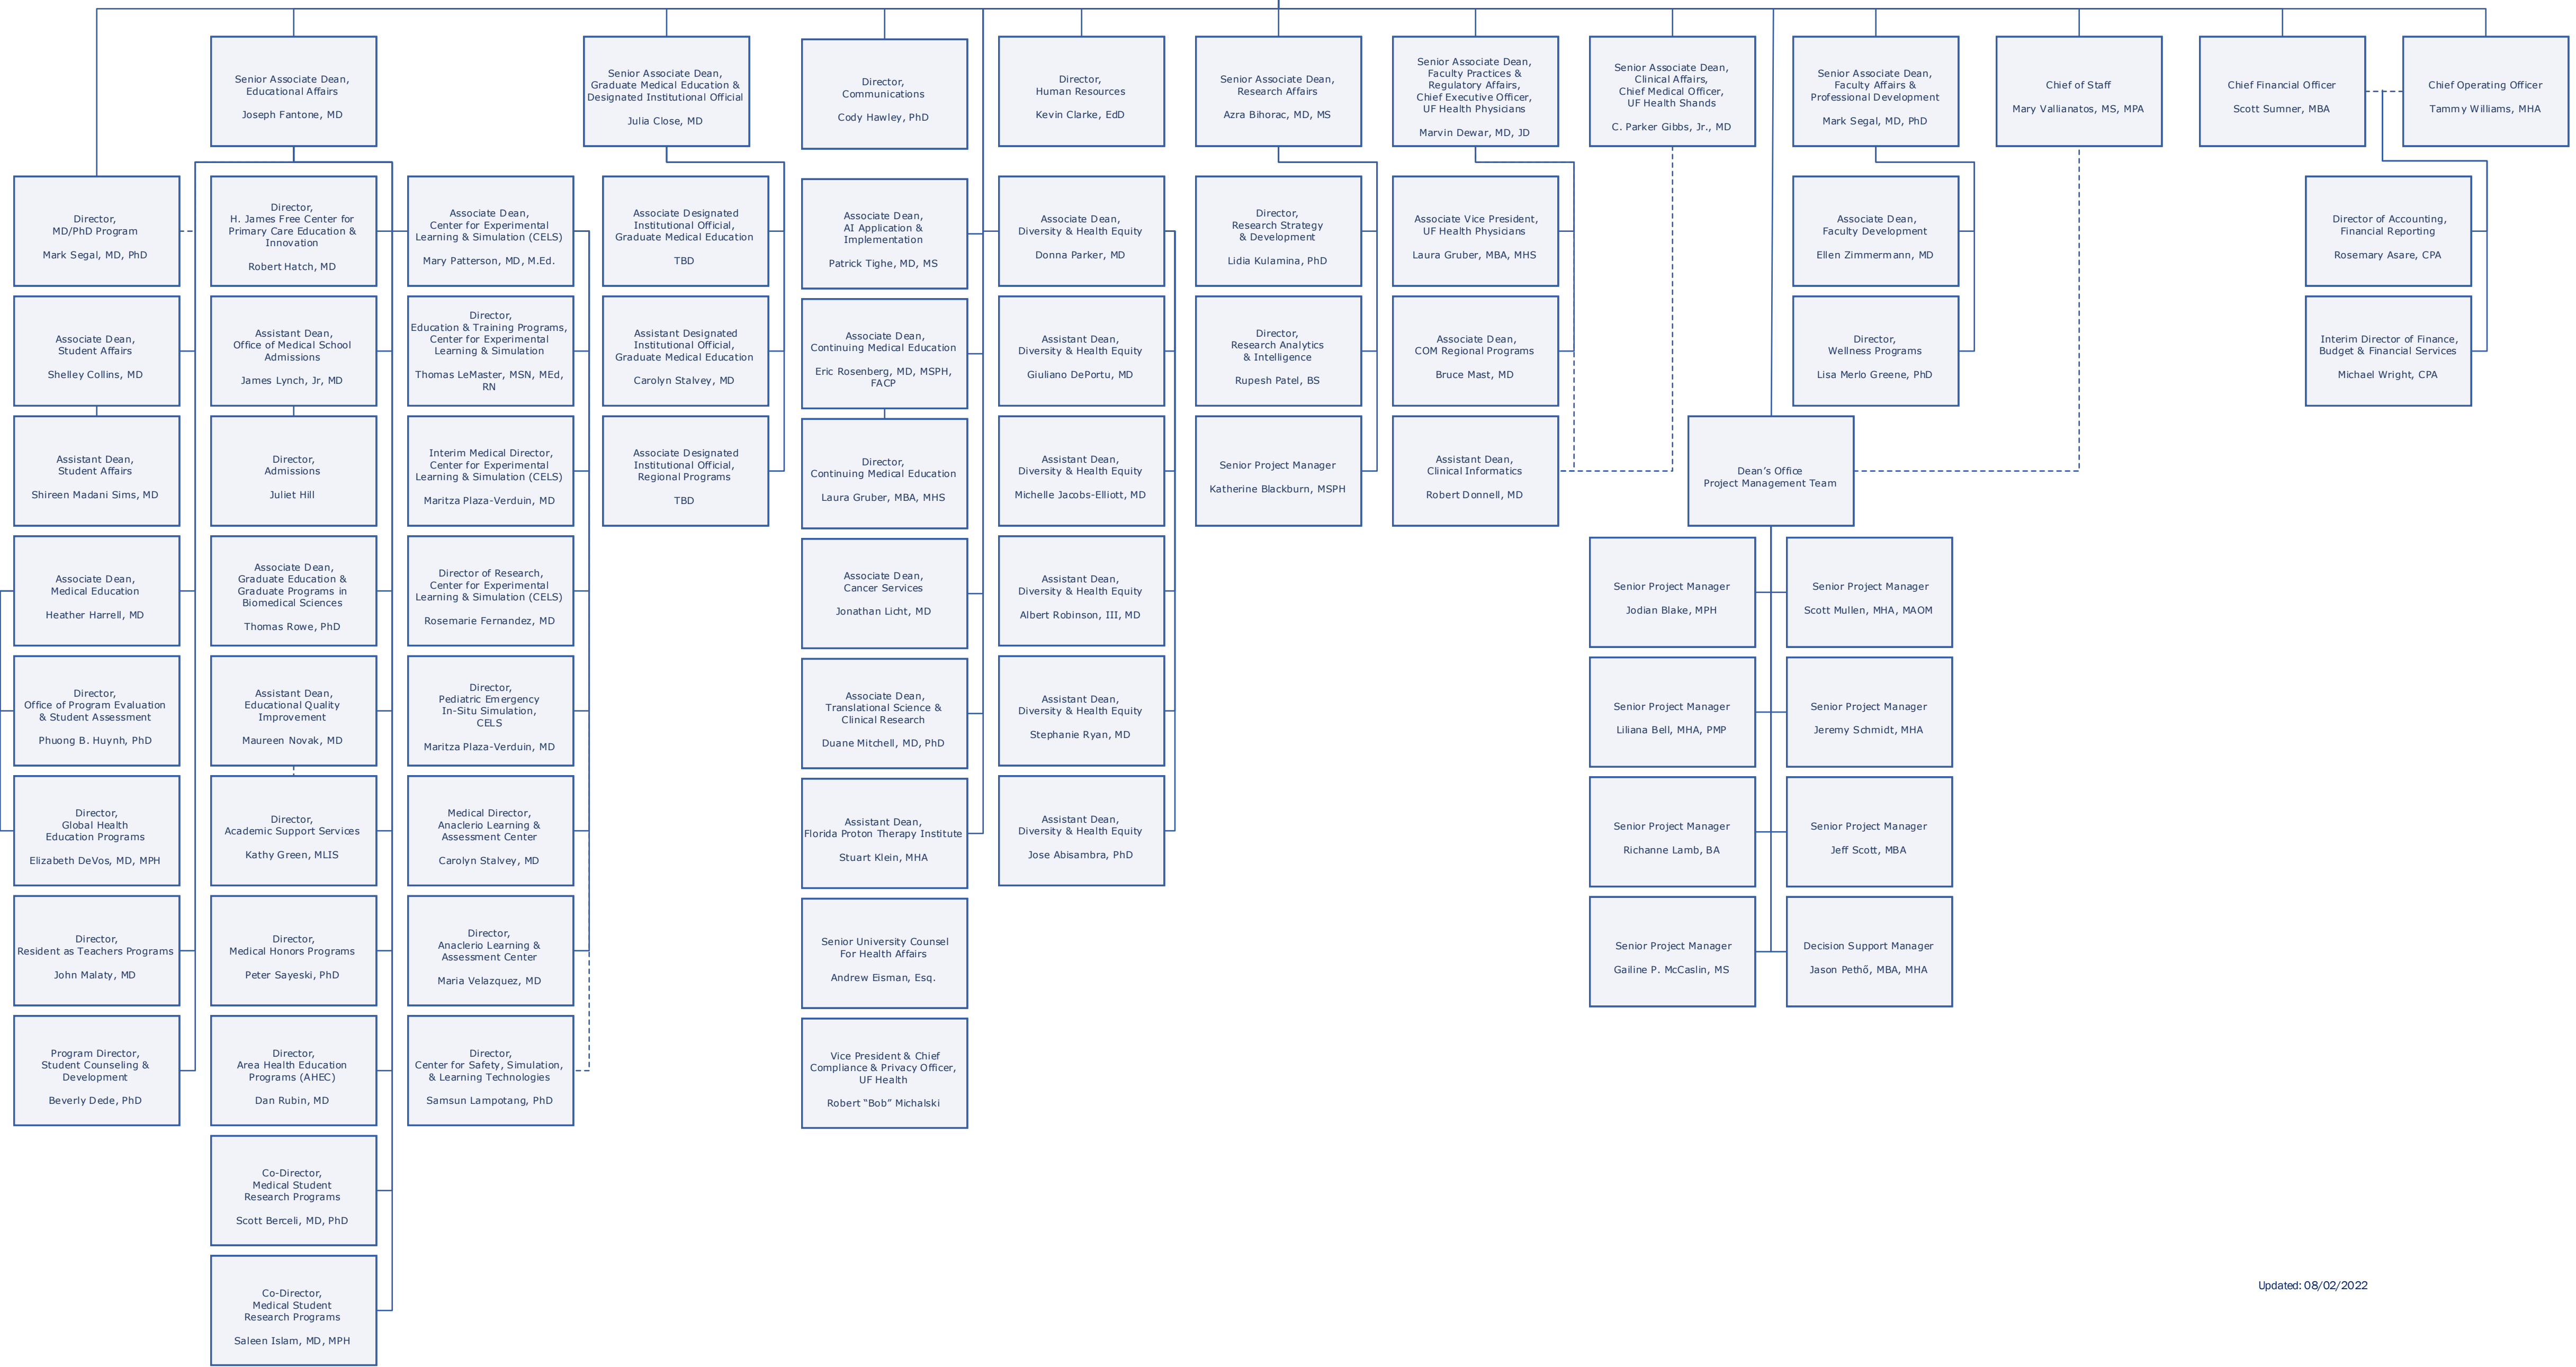 Senior Associate Dean,
Educational Affairs
Joseph Fantone, MD
Senior Associate Dean,
Graduate Medical Education &
Designated Institutional Official
Julia Close, MD
Director,
Communications
Cody Hawley, PhD
Director,
Human Resources
Kevin Clarke, EdD
Senior Associate Dean,
Research Affairs
Azra Bihorac, MD, MS
Senior Associate Dean,
Faculty Practices &
Regulatory Affairs,
Chief Executive Officer,
UF Health Physicians
Marvin Dewar, MD, JD
Senior Associate Dean,
Clinical Affairs,
Chief Medical Officer,
UF Health Shands
C. Parker Gibbs, Jr., MD
Senior Associate Dean,
Faculty Affairs &
Professional Development
Mark Segal, MD, PhD
Chief of Staff
Mary Vallianatos, MS, MPA
Chief Financial Officer
Scott Sumner, MBA
Chief Operating Officer
Tammy Williams, MHA
Director,
MD/PhD Program
Mark Segal, MD, PhD
Director,
H. James Free Center for
Primary Care Education &
Innovation
Robert Hatch, MD
Associate Dean,
Center for Experimental
Learning & Simulation (CELS)
Mary Patterson, MD, M.Ed.
Associate Designated
Institutional Official,
Graduate Medical Education
TBD
Associate Dean,
AI Application &
Implementation
Patrick Tighe, MD, MS
Associate Dean,
Diversity & Health Equity
Donna Parker, MD
Director,
Research Strategy
& Development
Lidia Kulamina, PhD
Associate Vice President,
UF Health Physicians
Laura Gruber, MBA, MHS
Associate Dean,
Faculty Development
Ellen Zimmermann, MD
Director of Accounting,
Financial Reporting
Rosemary Asare, CPA
Associate Dean,
Student Affairs
Shelley Collins, MD
Assistant Dean,
Office of Medical School
Admissions
James Lynch, Jr, MD
Director,
Education & Training Programs,
Center for Experimental
Learning & Simulation
Thomas LeMaster, MSN, MEd,
RN
Assistant Designated
Institutional Official,
Graduate Medical Education
Carolyn Stalvey, MD
Associate Dean,
Continuing Medical Education
Eric Rosenberg, MD, MSPH,
FACP
Assistant Dean,
Diversity & Health Equity
Giuliano DePortu, MD
Director,
Research Analytics
& Intelligence
Rupesh Patel, BS
Associate Dean,
COM Regional Programs
Bruce Mast, MD
Director,
Wellness Programs
Lisa Merlo Greene, PhD
Interim Director of Finance,
Budget & Financial Services
Michael Wright, CPA
Assistant Dean,
Student Affairs
Shireen Madani Sims, MD
Director,
Admissions
Juliet Hill
Interim Medical Director,
Center for Experimental
Learning & Simulation (CELS)
Maritza Plaza-Verduin, MD
Associate Designated
Institutional Official,
Regional Programs
TBD
Director,
Continuing Medical Education
Laura Gruber, MBA, MHS
Assistant Dean,
Diversity & Health Equity
Michelle Jacobs-Elliott, MD
Senior Project Manager
Katherine Blackburn, MSPH
Assistant Dean,
Clinical Informatics
Robert Donnell, MD
Dean's Office
Project Management Team
Associate Dean,
Medical Education
Heather Harrell, MD
Associate Dean,
Graduate Education &
Graduate Programs in
Biomedical Sciences
Thomas Rowe, PhD
Director of Research,
Center for Experimental
Learning & Simulation (CELS)
Rosemarie Fernandez, MD
Associate Dean,
Cancer Services
Jonathan Licht, MD
Assistant Dean,
Diversity & Health Equity
Albert Robinson, III, MD
Senior Project Manager
Jodian Blake, MPH
Senior Project Manager
Scott Mullen, MHA, MAOM
Director,
Office of Program Evaluation
& Student Assessment
Phuong B. Huynh, PhD
Assistant Dean,
Educational Quality
Improvement
Maureen Novak, MD
Director,
Pediatric Emergency
In-Situ Simulation,
CELS
Maritza Plaza-Verduin, MD
Associate Dean,
Translational Science &
Clinical Research
Duane Mitchell, MD, PhD
Assistant Dean,
Diversity & Health Equity
Stephanie Ryan, MD
Senior Project Manager
Liliana Bell, MHA, PMP
Senior Project Manager
Jeremy Schmidt, MHA
Director,
Global Health
Education Programs
Elizabeth DeVos, MD, MPH
Director,
Academic Support Services
Kathy Green, MLIS
Medical Director,
Anaclerio Learning &
Assessment Center
Carolyn Stalvey, MD
Assistant Dean,
Florida Proton Therapy Institute
Stuart Klein, MHA
Assistant Dean,
Diversity & Health Equity
Jose Abisambra, PhD
Senior Project Manager
Richanne Lamb, BA
Senior Project Manager
Jeff Scott, MBA
Director,
Resident as Teachers Programs
John Malaty, MD
Director,
Medical Honors Programs
Peter Sayeski, PhD
Director,
Anaclerio Learning &
Assessment Center
Maria Velazquez, MD
Senior University Counsel
For Health Affairs
Andrew Eisman, Esq.
Senior Project Manager
Gailine P. McCaslin, MS
Decision Support Manager
Jason Pethő, MBA, MHA
Program Director,
Student Counseling &
Development
Beverly Dede, PhD
Director,
Area Health Education
Programs (AHEC)
Dan Rubin, MD
Director,
Center for Safety, Simulation,
& Learning Technologies
Samsun Lampotang, PhD
Vice President & Chief
Compliance & Privacy Officer,
UF Health
Robert “Bob” Michalski
Co-Director,
Medical Student
Research Programs
Scott Berceli, MD, PhD
Co-Director,
Medical Student
Research Programs
Saleen Islam, MD, MPH
Updated: 08/02/2022